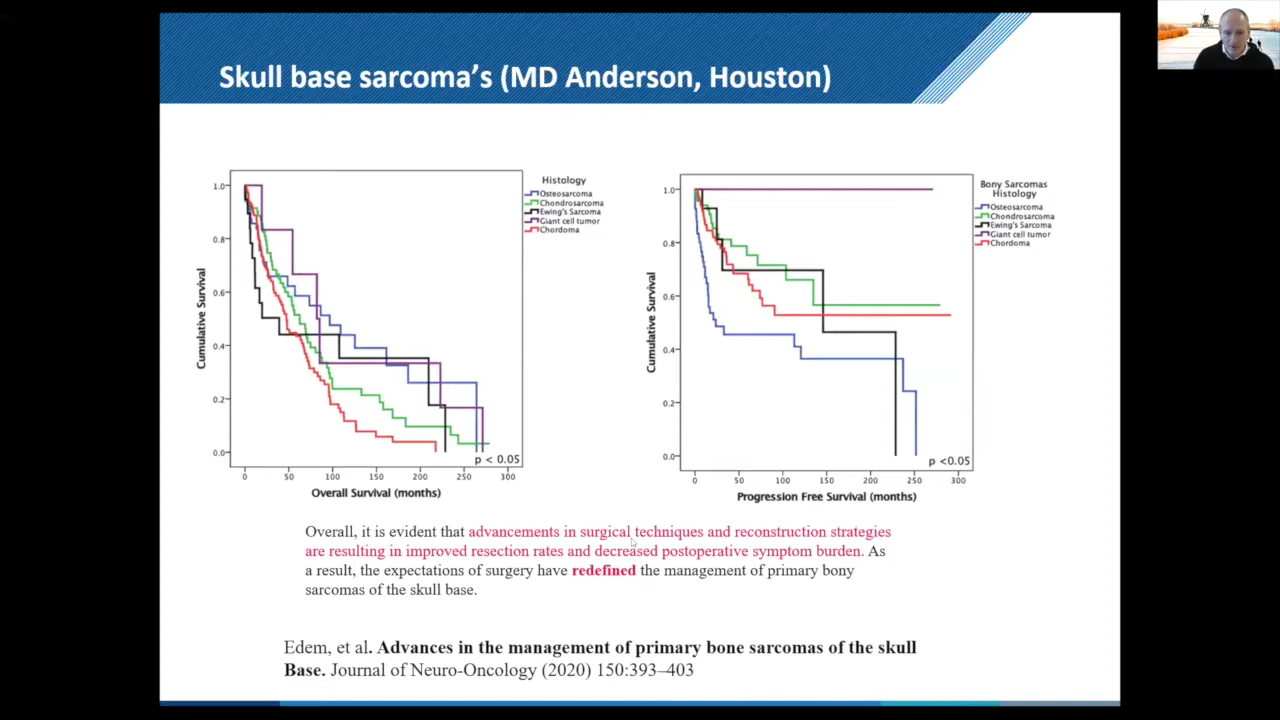 Skull base sarcoma’s (MD Anderson, Houston)
Histology
Osteosarcoma
Chondrosarcoma
Ewing's Sarcoma
Giant cell tumor
Chordoma
Cumulative Survival
1.0
0.8
0.6
0.4
0.2
0.0
p < 0.05
0 50 100 150 200 250 300
Overall Survival (months)
Bony Sarcomas
Histology
Osteosarcoma
Chondrosarcoma
Ewing's Sarcoma
Giant cell tumor
Chordoma
Cumulative Survival
1.0
0.8
0.6
0.4
0.2
0.0
p <0.05
0 50 100 150 200 250 300
Progression Free Survival (months)
Overall, it is evident that advancements in surgical techniques and reconstruction strategies
are resulting in improved resection rates and decreased postoperative symptom burden. As
a result, the expectations of surgery have redefined the management of primary bony
sarcomas of the skull base.
Edem, et al. Advances in the management of primary bone sarcomas of the skull
Base. Journal of Neuro-Oncology (2020) 150:393–403